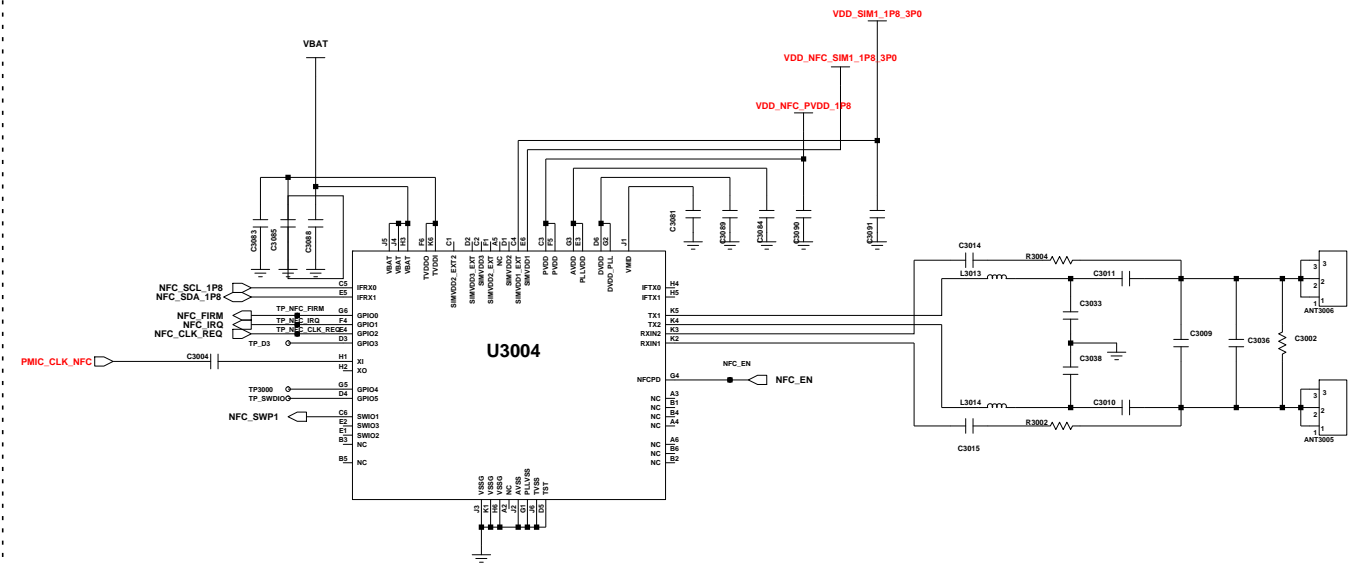 VDD_SIM1_1P8_3P0
VBAT
VDD_NFC_SIM1_1P8_3P0
VDD_NFC_PVDD_1P8
C3083
C3085
C3088
C3081
C3089
C3084
C3090
C3091
J5
J4
H3
F6
K6
C1
D2
C2
F1
A5
D1
C4
E6
C3
F5
G3
E3
D6
G2
J1
VBAT
VBAT
VBAT
TVDDO
TVDDI
SIMVDD2_EXT2
SIMVDD3_EXT
SIMVDD3
SIMVDD2_EXT
NC
SIMVDD2
SIMVDD1_EXT
SIMVDD1
PVDD
PVDD
AVDD
PLLVDD
DVDD
DVDD_PLL
VMID
NFC_SCL_1P8 C5 IFRX0
NFC_SDA_1P8 E5 IFRX1
NFC_FIRM TP_NFC_FIRM G6 GPIO0
NFC_IRQ TP_NFC_IRQ F4 GPIO1
NFC_CLK_REQ TP_NFC_CLK_REQ E4 GPIO2
TP_D3 D3 GPIO3
PMIC_CLK_NFC C3004 H1 XI
H2 XO
TP3000 G5 GPIO4
TP_SWDIO D4 GPIO5
NFC_SWP1 C6 SWIO1
E2 SWIO3
E1 SWIO2
B3 NC
B5 NC
U3004
IFTX0 H4
IFTX1 H5
TX1 K5
TX2 K4
RXIN2 K3
RXIN1 K2
NFCPD G4 NFC_EN NFC_EN
NC A3
NC B1
NC B4
NC A4
NC A6
NC B6
NC B2
VSSG
VSSG
VSSG
NC
AVSS
PLLVSS
TVSS
TST
J3
K1
H6
A2
J2
G1
J6
D5
C3014
R3004
L3013
C3011
C3033
C3009
C3036
C3002
C3038
L3014
C3010
R3002
C3015
3 3
2 2
1 1
ANT3006
3 3
2 2
1 1
ANT3005